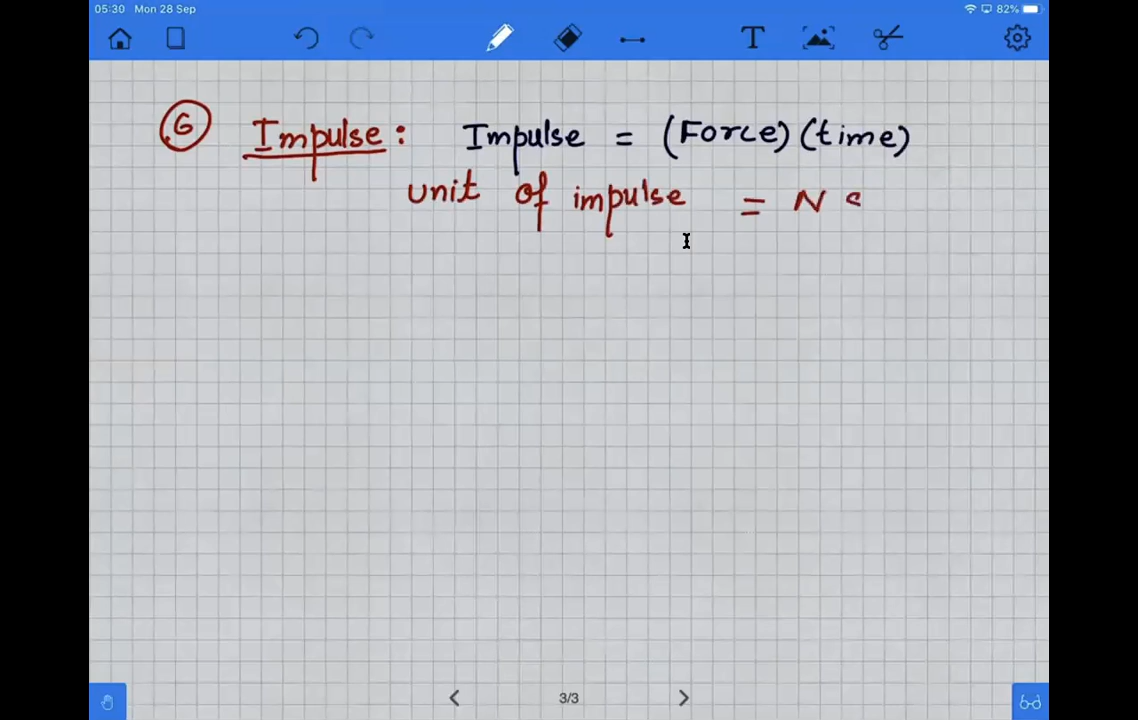 05:30 Mon 28 Sep 82%
T
6 Impulse: Impulse = (Force) (time)
unit of impulse = N
3/3